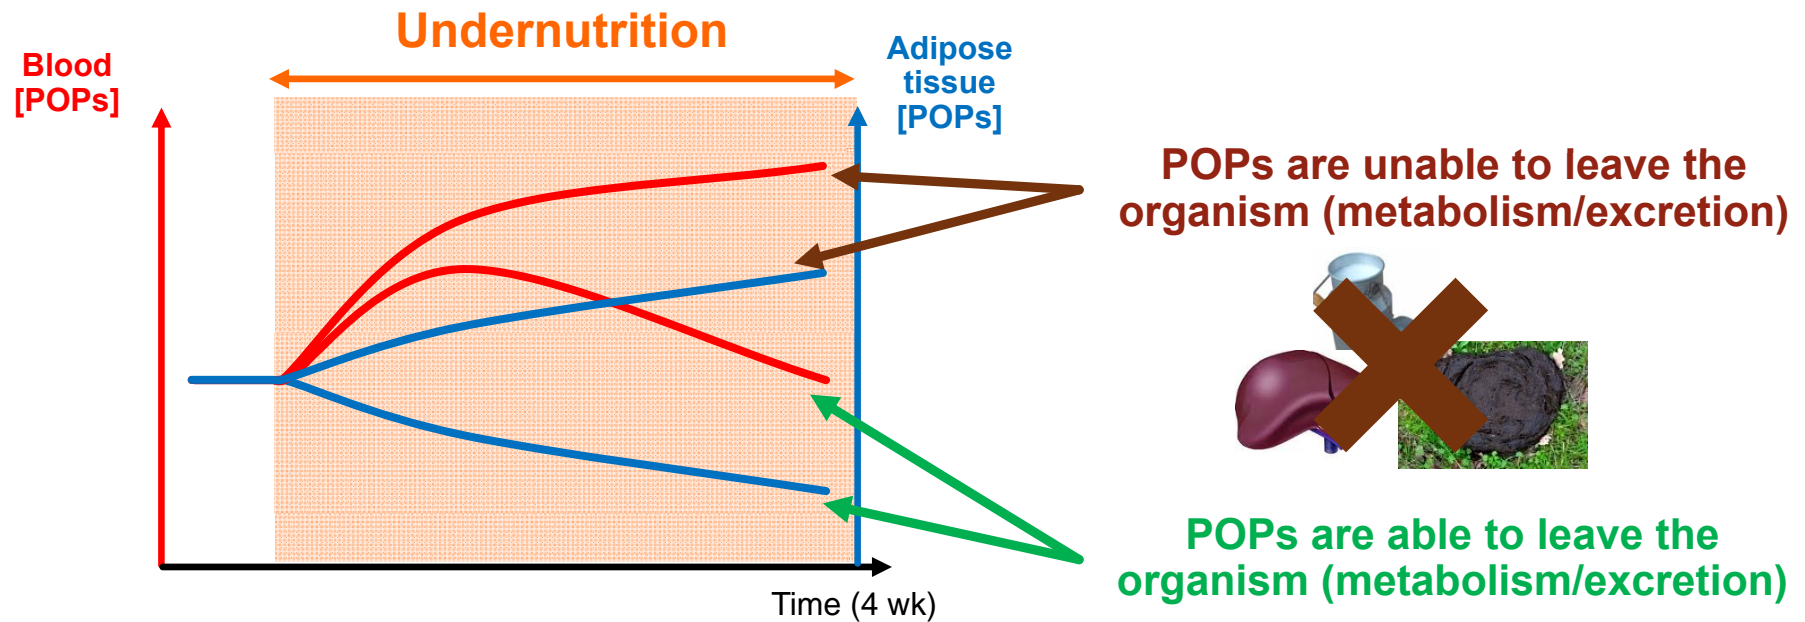 Undernutrition
Blood
[POPs]
Adipose
tissue
[POPs]
POPs are unable to leave the
organism (metabolism/excretion)
POPs are able to leave the
organism (metabolism/excretion)
Time (4 wk)